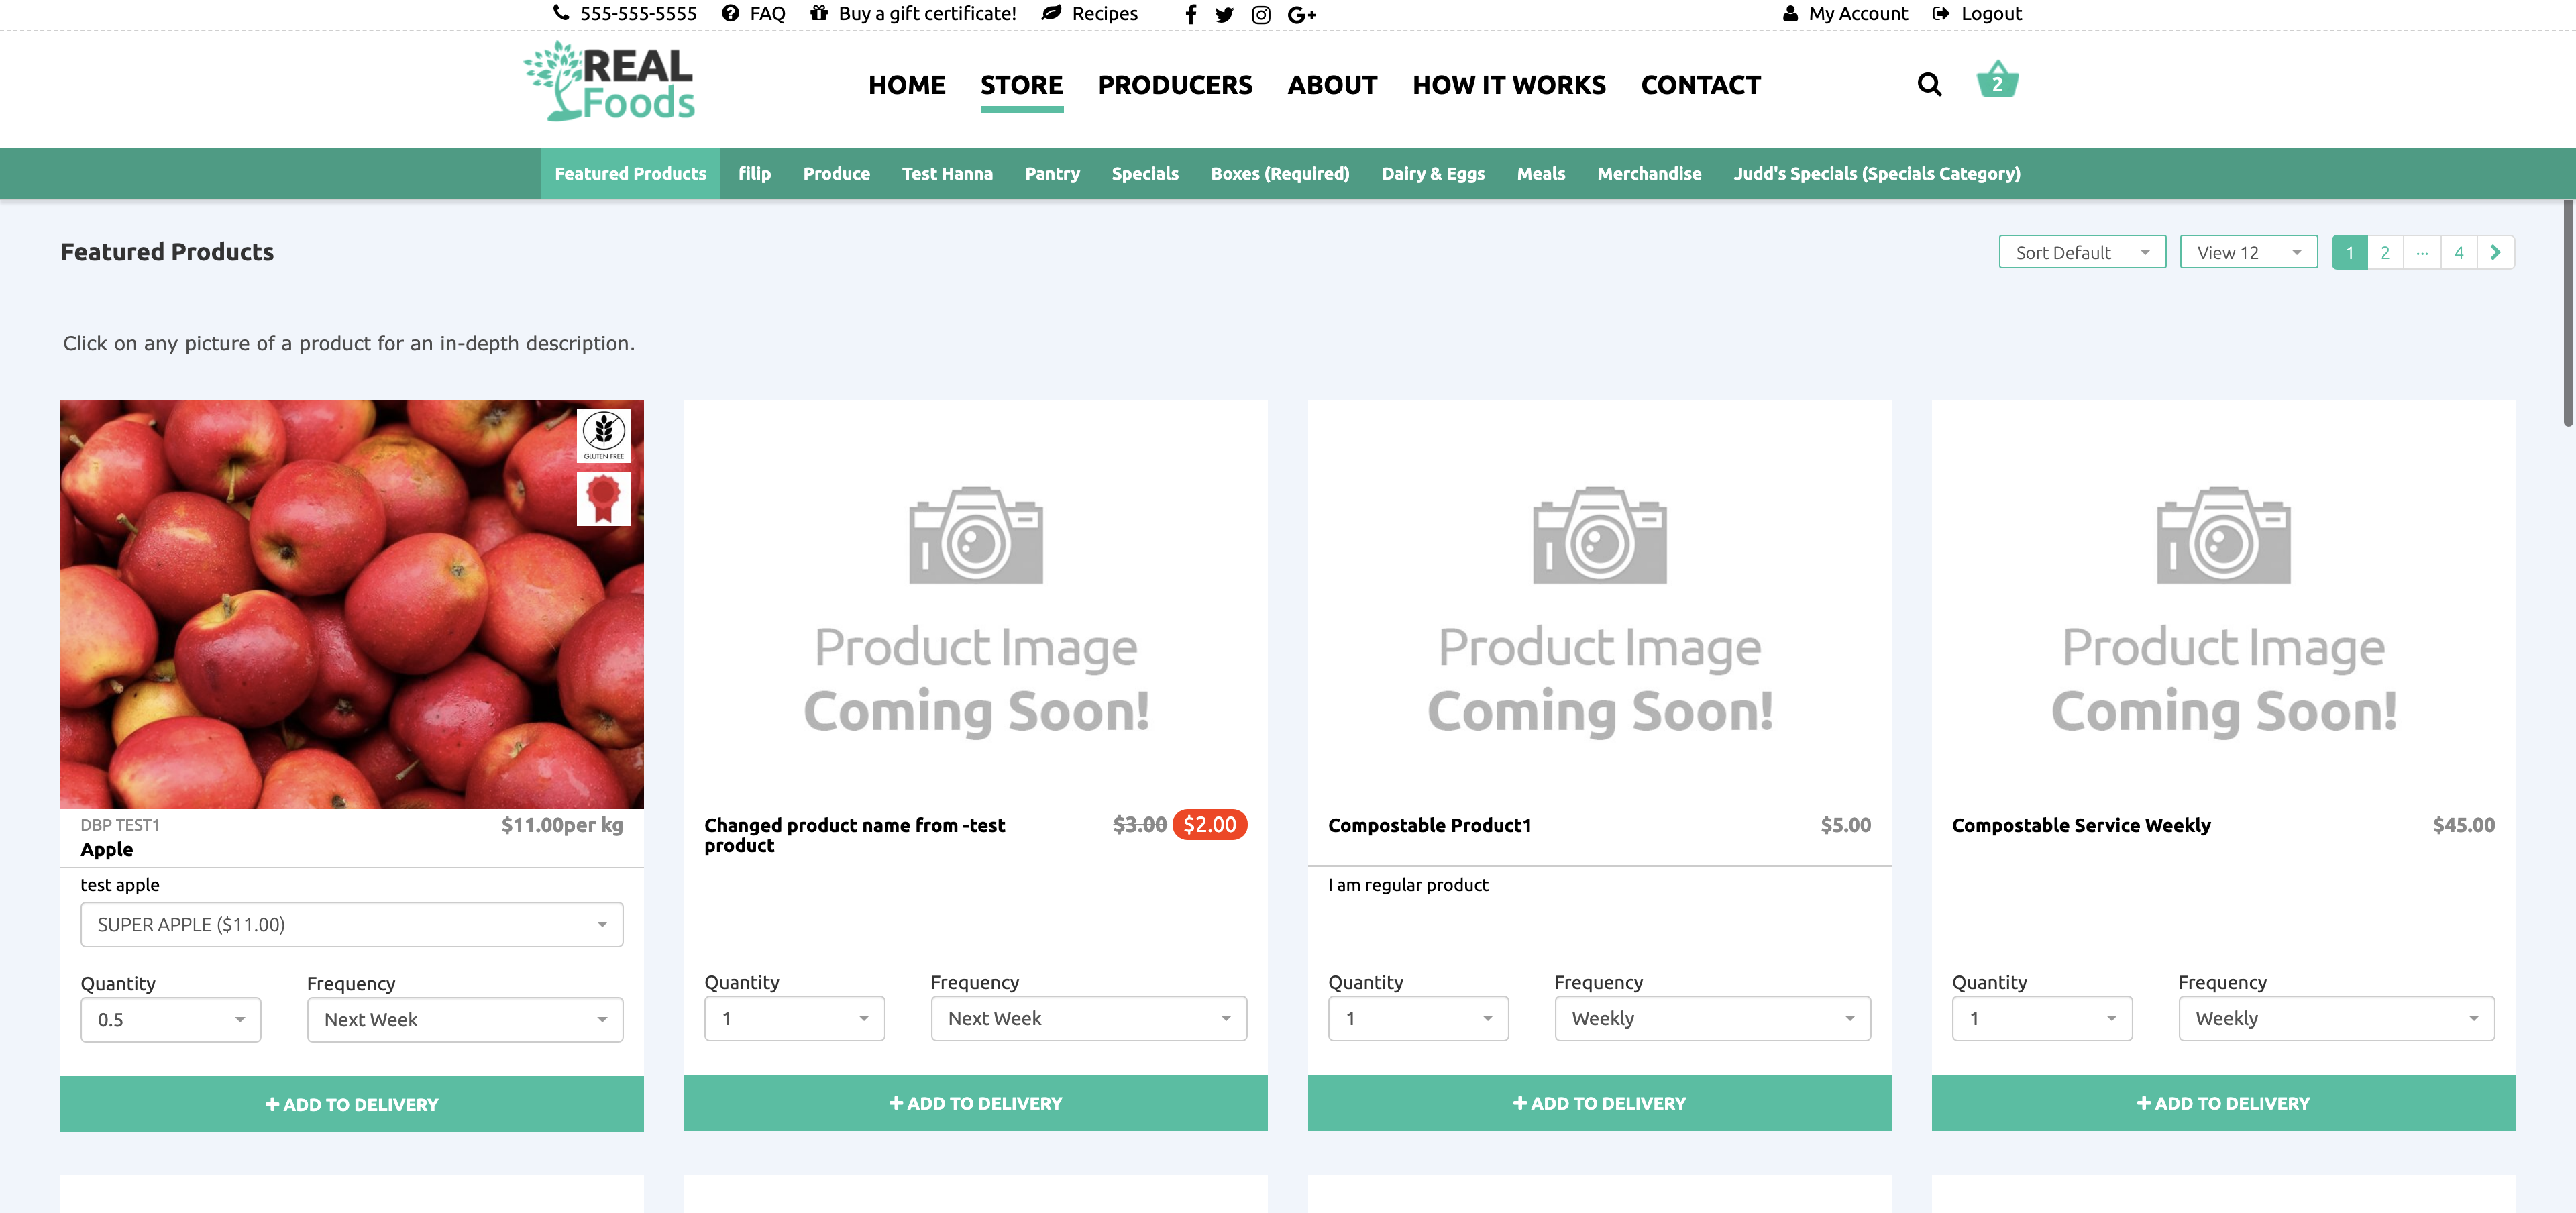 555-555-5555 FAQ Buy a gift certificate! Recipes My Account Logout
REAL
Foods
HOME STORE PRODUCERS ABOUT HOW IT WORKS CONTACT 2
Featured Products filip Produce Test Hanna Pantry Specials Boxes (Required) Dairy & Eggs Meals Merchandise Judd's Specials (Specials Category)
Featured Products
Sort Default View 12 1 2 ... 4
Click on any picture of a product for an in-depth description.
GLUTEN FREE
DBP TEST1 $11.00per kg
Apple
test apple
SUPER APPLE ($11.00)
Quantity Frequency
0.5 Next Week
+ ADD TO DELIVERY
Product Image
Coming Soon!
Changed product name from -test
product
$3.00 $2.00
Quantity Frequency
1 Next Week
+ ADD TO DELIVERY
Product Image
Coming Soon!
Compostable Product1 $5.00
I am regular product
Quantity Frequency
1 Weekly
+ ADD TO DELIVERY
Product Image
Coming Soon!
Compostable Service Weekly $45.00
Quantity Frequency
1 Weekly
+ ADD TO DELIVERY